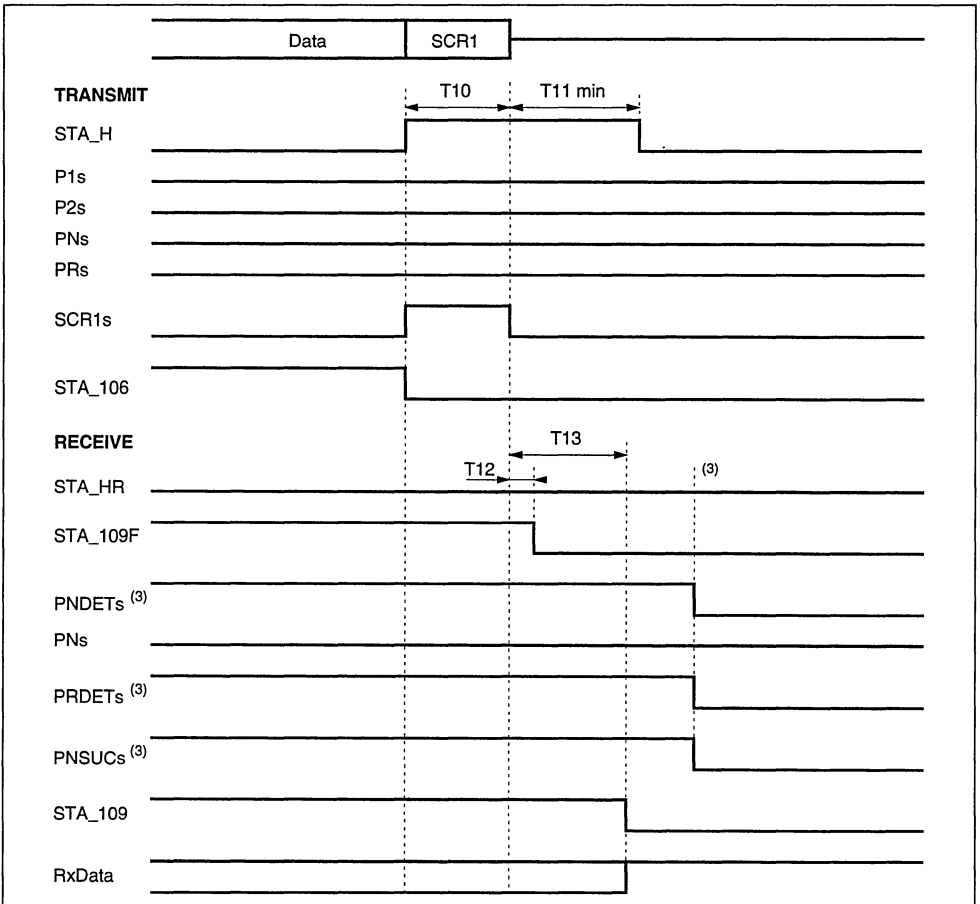 Data SCR1
TRANSMIT T10 T11 min
STA_H
P1s
P2s
PNs
PRs
SCR1s
STA_106
RECEIVE T13
T12 (3)
STA_HR
STA_109F
PNDETs (3)
PNs
PRDETs (3)
PNSUCs (3)
STA_109
RxData